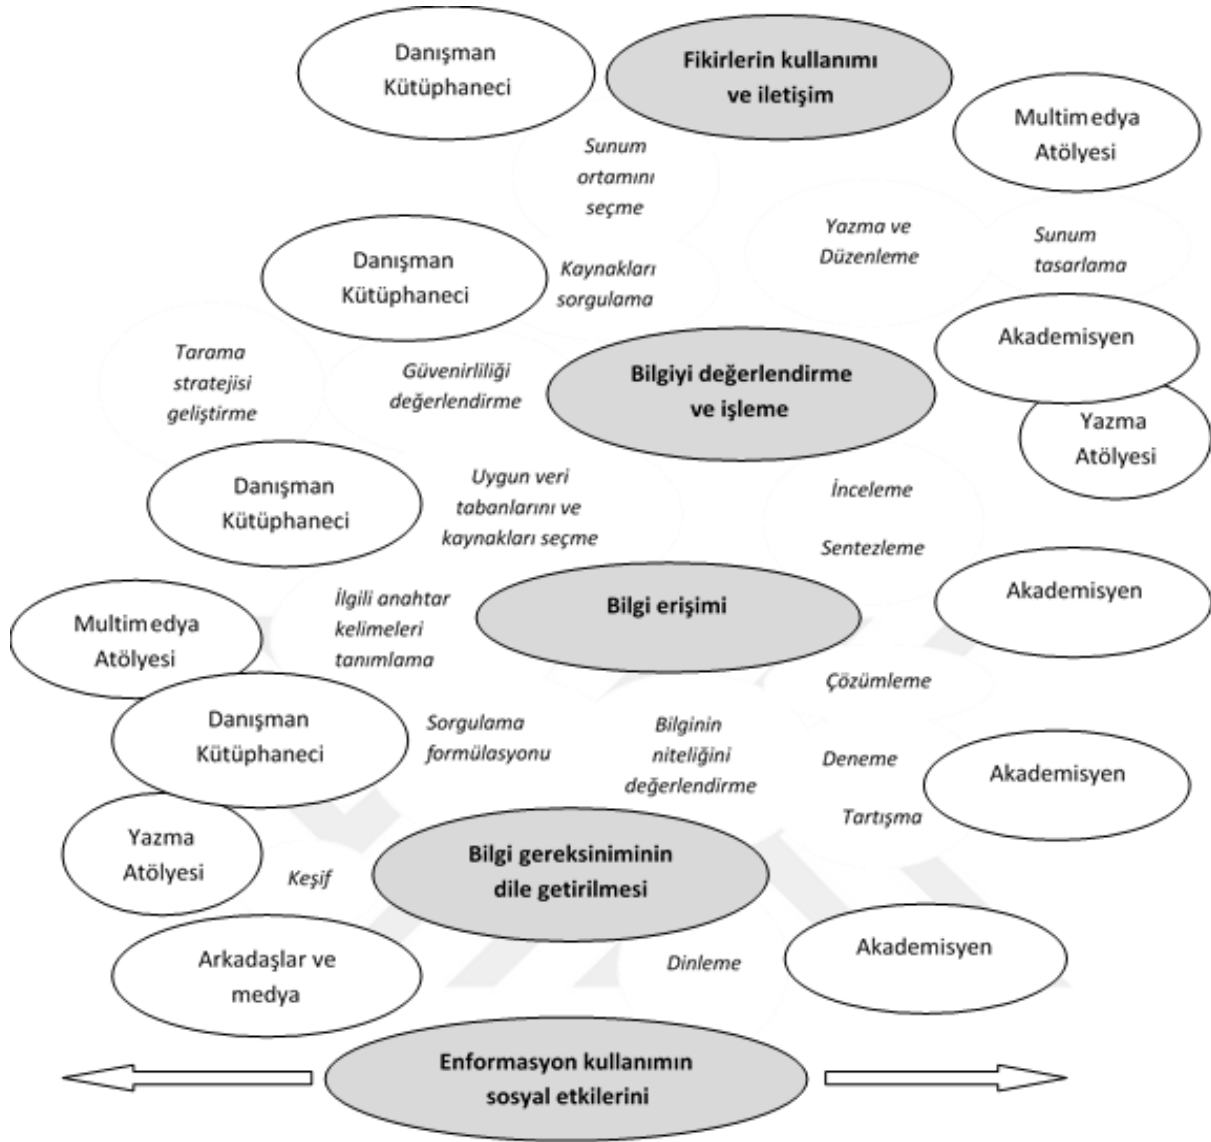 Danışman
Kütüphaneci
Fikirlerin kullanımı
ve iletişim
Multimedya
Atölyesi
Sunum
ortamını
seçme
Yazma ve
Düzenleme
Sunum
tasarlama
Danışman
Kütüphaneci
Kaynakları
sorgulama
Akademisyen
Tarama
stratejisi
geliştirme
Güvenirliliği
değerlendirme
Bilgiyi değerlendirme
ve işleme
Yazma
Atölyesi
Danışman
Kütüphaneci
Uygun veri
tabanlarını ve
kaynakları seçme
İnceleme
Sentezleme
Multimedya
Atölyesi
İlgili anahtar
kelimeleri
tanımlama
Bilgi erişimi
Akademisyen
Çözümleme
Danışman
Kütüphaneci
Sorgulama
formülasyonu
Bilginin
niteliğini
değerlendirme
Deneme
Akademisyen
Tartışma
Yazma
Atölyesi
Keşif
Bilgi gereksiniminin
dile getirilmesi
Arkadaşlar ve
medya
Dinleme
Akademisyen
Enformasyon kullanımın
sosyal etkilerini